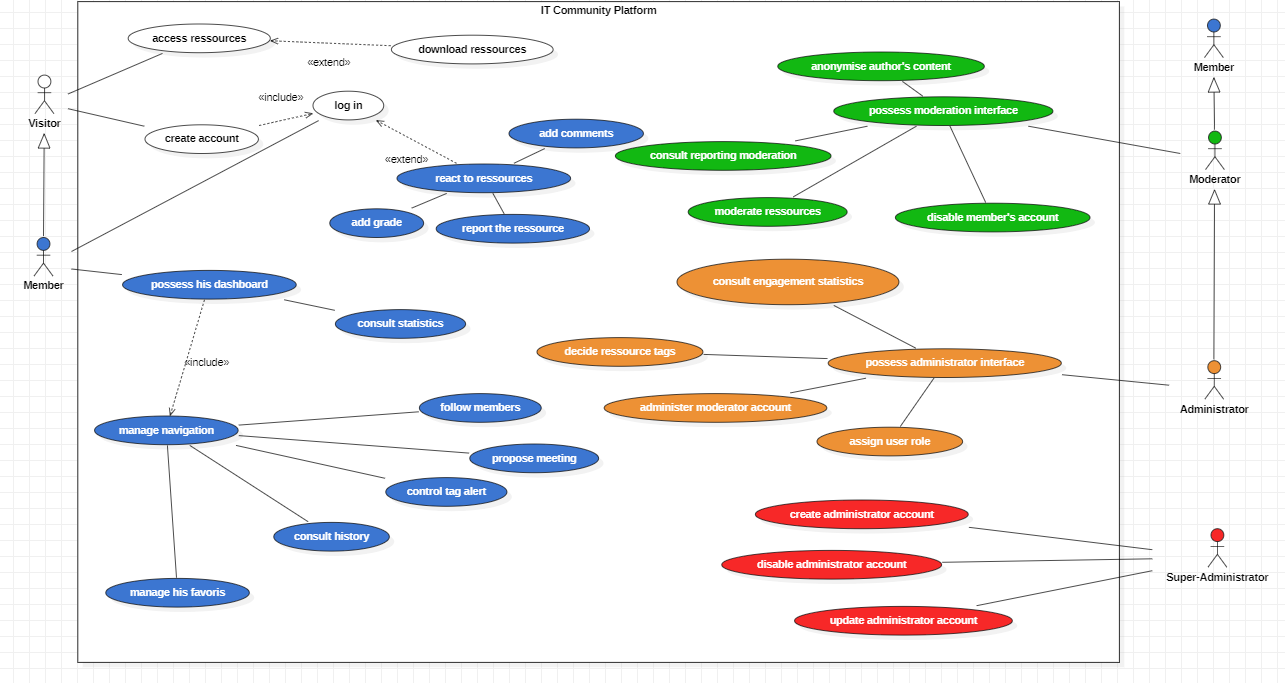 IT Community Platform
access ressources
download ressources
«extend»
«include»
log in
create account
Visitor
«extend»
add comments
react to ressources
add grade
report the ressource
Member
possess his dashboard
consult statistics
«include»
manage navigation
follow members
propose meeting
control tag alert
consult history
manage his favoris
anonymise author's content
possess moderation interface
consult reporting moderation
moderate ressources
disable member's account
Member
Moderator
consult engagement statistics
decide ressource tags
possess administrator interface
administer moderator account
assign user role
Administrator
create administrator account
disable administrator account
update administrator account
Super-Administrator